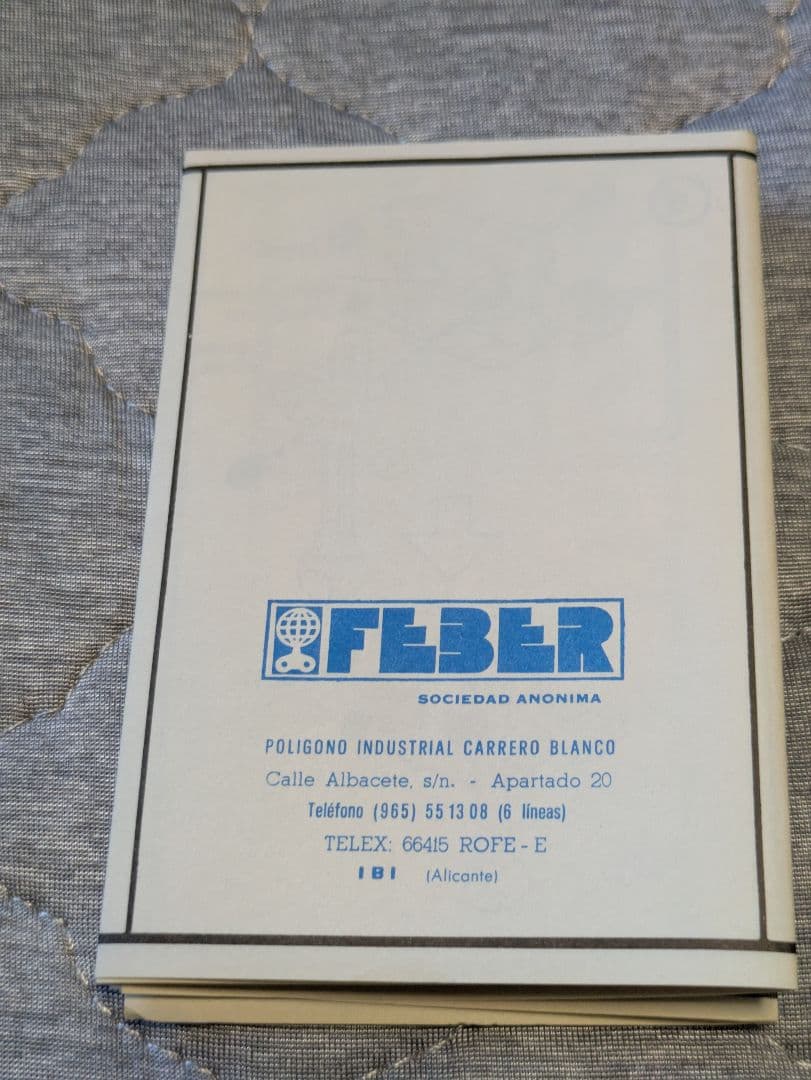 FEBER
SOCIEDAD ANONIMA
POLIGONO INDUSTRIAL CARRERO BLANCO
Calle Albacete, s/n. - Apartado 20
Teléfono (965) 55 13 08 (6 líneas)
TELEX: 66415 ROFE - E
IBI (Alicante)